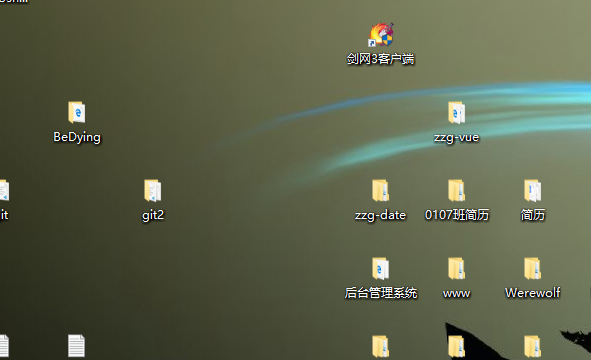 剑网3客户端
BeDying
zzg-vue
it
git2
zzg-date
0107班简历
简历
后台管理系统
www
Werewolf